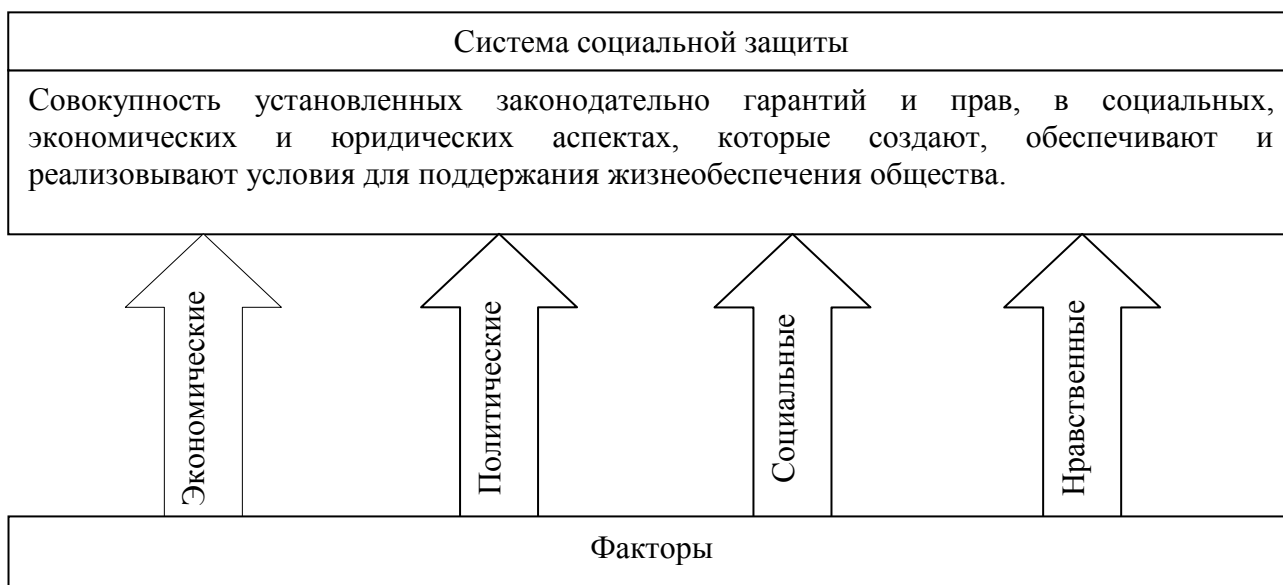 Система социальной защиты
Совокупность установленных законодательно гарантий и прав, в социальных,
экономических и юридических аспектах, которые создают, обеспечивают и
реализовывают условия для поддержания жизнеобеспечения общества.
Экономические
Политические
Социальные
Нравственные
Факторы